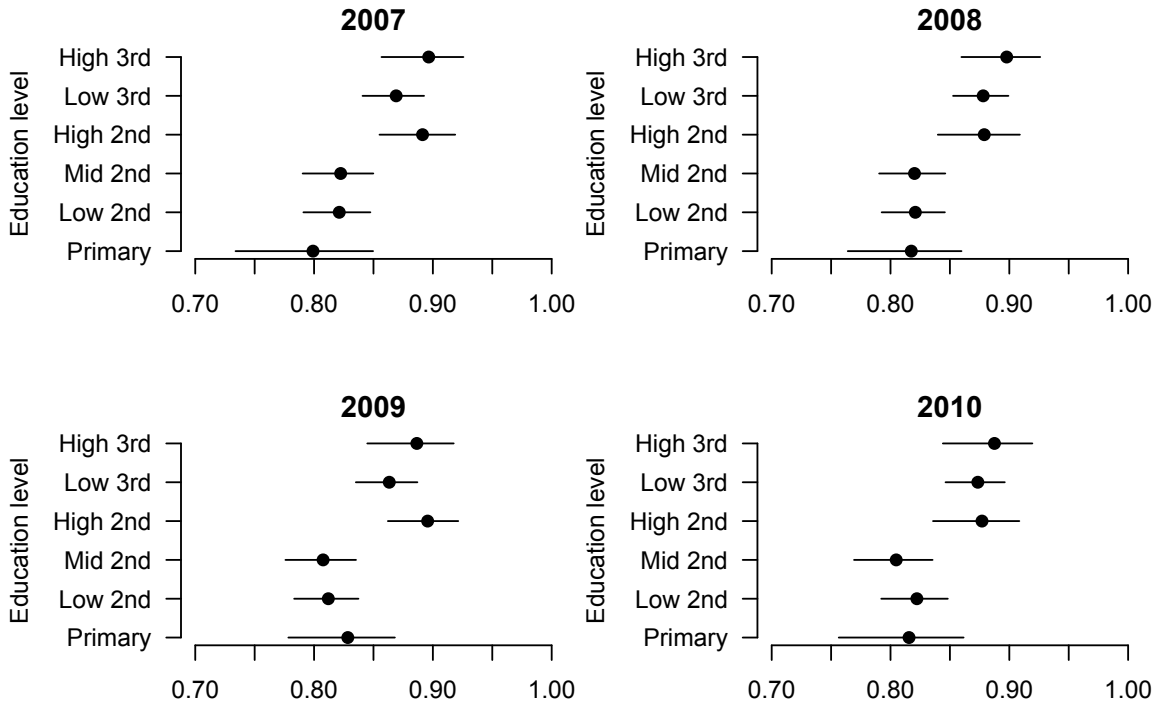 2007
Education level
High 3rd
Low 3rd
High 2nd
Mid 2nd
Low 2nd
Primary
0.70 0.80 0.90 1.00
2008
Education level
High 3rd
Low 3rd
High 2nd
Mid 2nd
Low 2nd
Primary
0.70 0.80 0.90 1.00
2009
Education level
High 3rd
Low 3rd
High 2nd
Mid 2nd
Low 2nd
Primary
0.70 0.80 0.90 1.00
2010
Education level
High 3rd
Low 3rd
High 2nd
Mid 2nd
Low 2nd
Primary
0.70 0.80 0.90 1.00